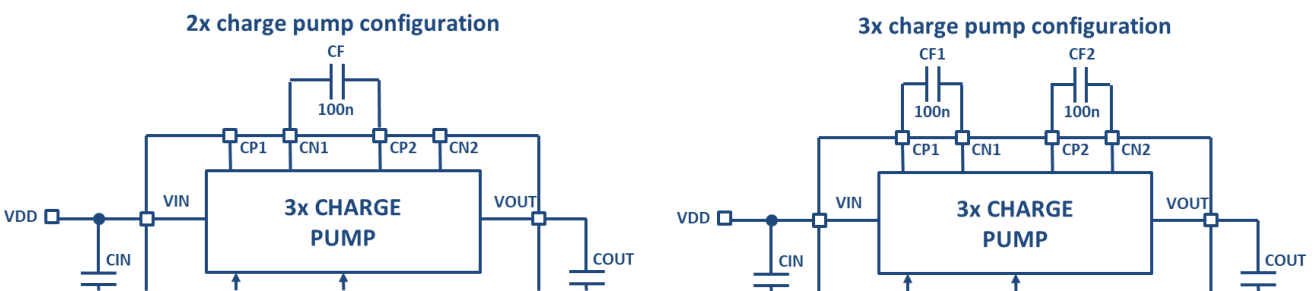 2x charge pump configuration
CF
100n
CP1
CN1
CP2
CN2
VDD
VIN
3x CHARGE
PUMP
VOUT
CIN
COUT
3x charge pump configuration
CF1
CF2
100n
100n
CP1
CN1
CP2
CN2
VDD
VIN
3x CHARGE
PUMP
VOUT
CIN
COUT